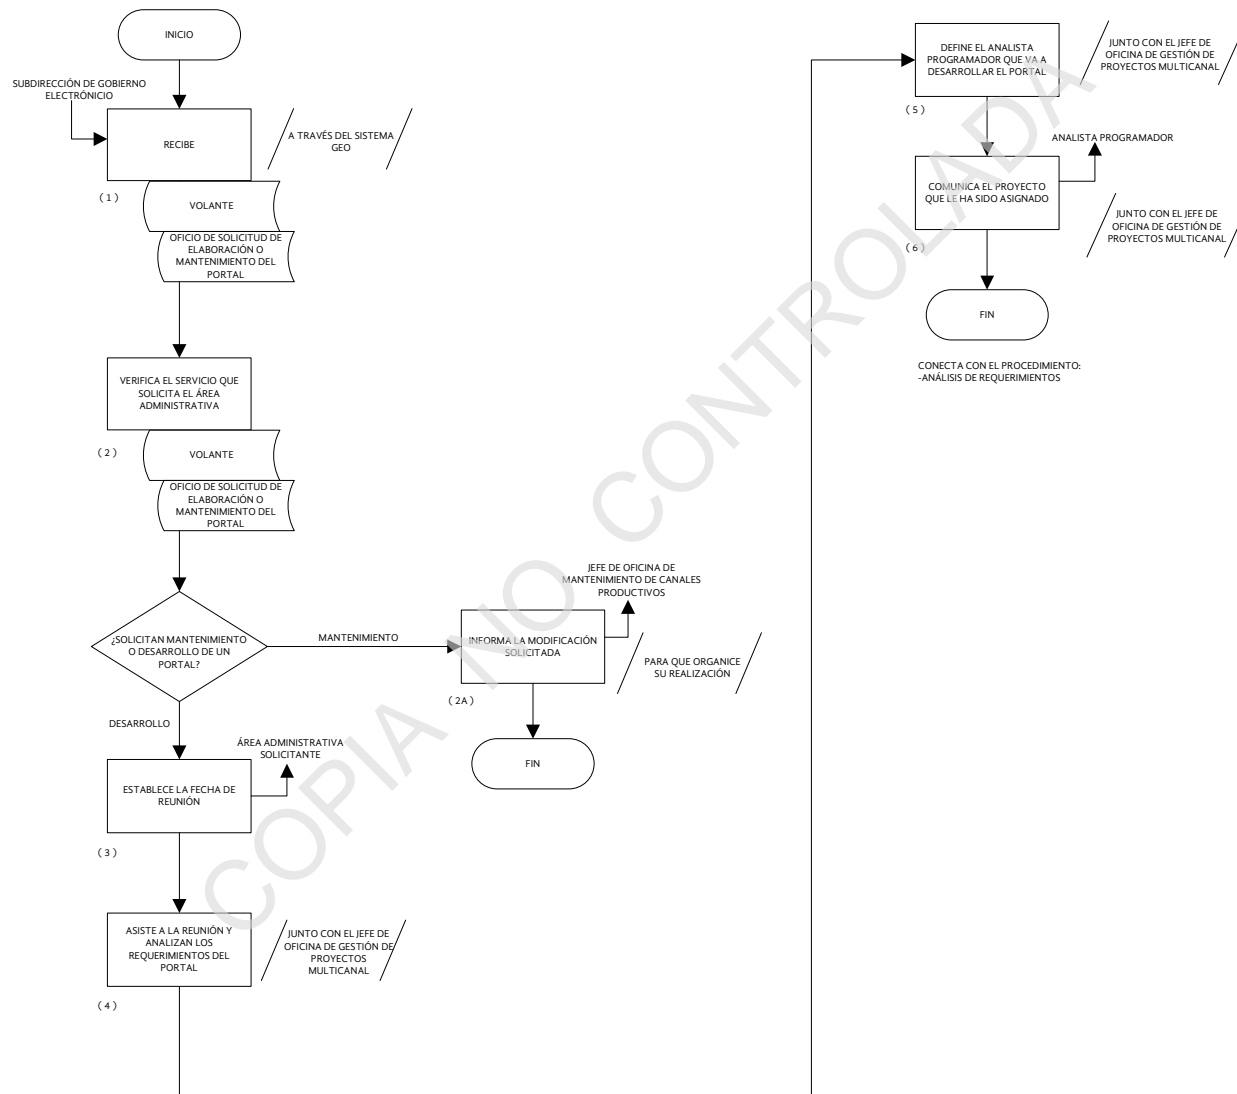 INICIO
SUBDIRECCIÓN DE GOBIERNO
ELECTRÓNICIO
RECIBE
A TRAVÉS DEL SISTEMA
GEO
( 1 )
VOLANTE
OFICIO DE SOLICITUD DE
ELABORACIÓN O
MANTENIMIENTO DEL
PORTAL
VERIFICA EL SERVICIO QUE
SOLICITA EL ÁREA
ADMINISTRATIVA
( 2 )
VOLANTE
OFICIO DE SOLICITUD DE
ELABORACIÓN O
MANTENIMIENTO DEL
PORTAL
¿SOLICITAN MANTENIMIENTO
O DESARROLLO DE UN
PORTAL?
MANTENIMIENTO
JEFE DE OFICINA DE
MANTENIMIENTO DE CANALES
PRODUCTIVOS
INFORMA LA MODIFICACIÓN
SOLICITADA
PARA QUE ORGANICE
SU REALIZACIÓN
( 2A )
FIN
DESARROLLO
ÁREA ADMINISTRATIVA
SOLICITANTE
ESTABLECE LA FECHA DE
REUNIÓN
( 3 )
ASISTE A LA REUNIÓN Y
ANALIZAN LOS
REQUERIMIENTOS DEL
PORTAL
JUNTO CON EL JEFE DE
OFICINA DE GESTIÓN DE
PROYECTOS
MULTICANAL
( 4 )
DEFINE EL ANALISTA
PROGRAMADOR QUE VA A
DESARROLLAR EL PORTAL
JUNTO CON EL JEFE DE
OFICINA DE GESTIÓN DE
PROYECTOS MULTICANAL
( 5 )
ANALISTA PROGRAMADOR
COMUNICA EL PROYECTO
QUE LE HA SIDO ASIGNADO
JUNTO CON EL JEFE DE
OFICINA DE GESTIÓN DE
PROYECTOS MULTICANAL
( 6 )
FIN
CONECTA CON EL PROCEDIMIENTO:
-ANÁLISIS DE REQUERIMIENTOS
COPIA NO CONTROLADA